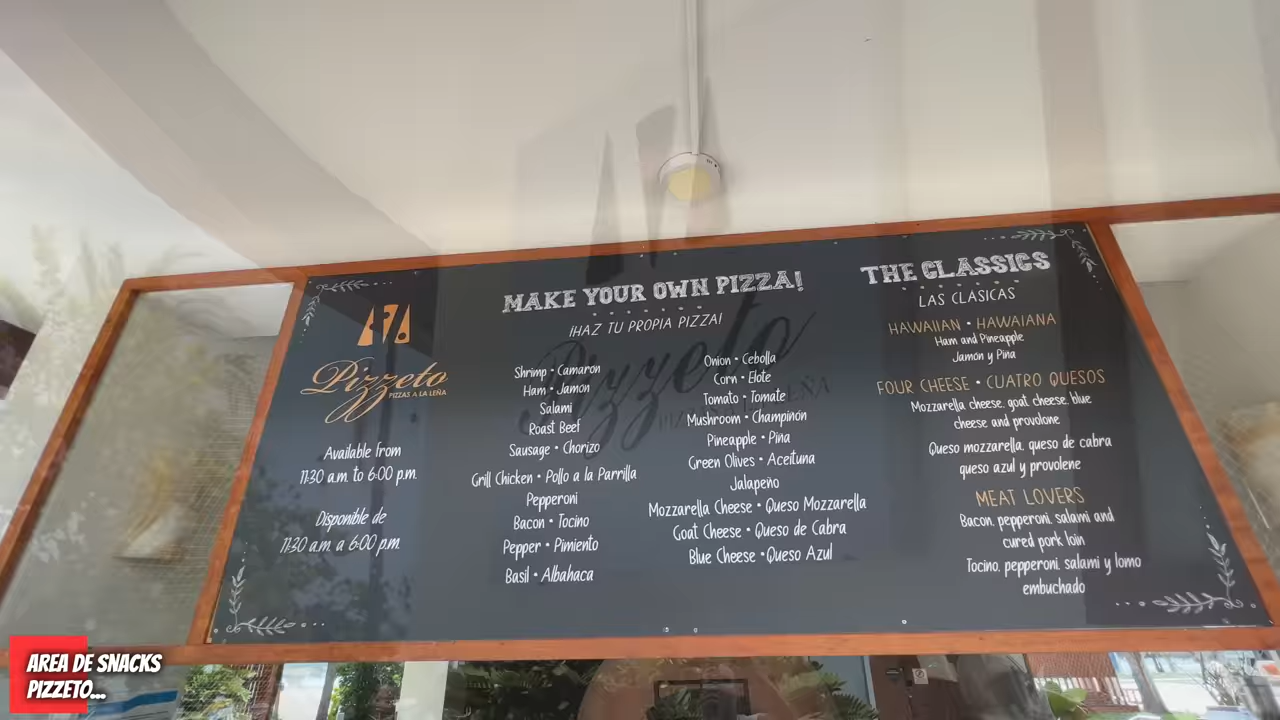 Pizzeto
PIZZAS A LA LEÑA
Available from
11:30 a.m. to 6:00 p.m.
Disponible de
11:30 a.m. a 6:00 p.m.
MAKE YOUR OWN PIZZA!
¡HAZ TU PROPIA PIZZA!
Shrimp • Camaron
Ham • Jamon
Salami
Roast Beef
Sausage • Chorizo
Grill Chicken • Pollo a la Parrilla
Pepperoni
Bacon • Tocino
Pepper • Pimiento
Basil • Albahaca
Onion • Cebolla
Corn • Elote
Tomato • Tomate
Mushroom • Champiñon
Pineapple • Piña
Green Olives • Aceituna
Jalapeño
Mozzarella Cheese • Queso Mozzarella
Goat Cheese • Queso de Cabra
Blue Cheese • Queso Azul
THE CLASSICS
LAS CLASICAS
HAWAIIAN • HAWAIANA
Ham and Pineapple
Jamon y Piña
FOUR CHEESE • CUATRO QUESOS
Mozzarella cheese, goat cheese, blue
cheese and provolone
Queso mozzarella, queso de cabra
queso azul y provolene
MEAT LOVERS
Bacon, pepperoni, salami and
cured pork loin
Tocino, pepperoni, salami y lomo
embuchado
Pizzeto
AREA DE SNACKS
PIZZETO...